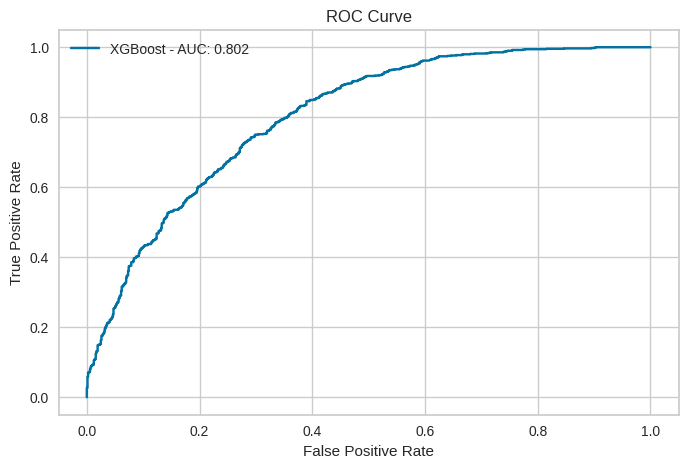 ROC Curve
XGBoost - AUC: 0.802
1.0
0.8
0.6
0.4
0.2
0.0
True Positive Rate
0.0 0.2 0.4 0.6 0.8 1.0
False Positive Rate